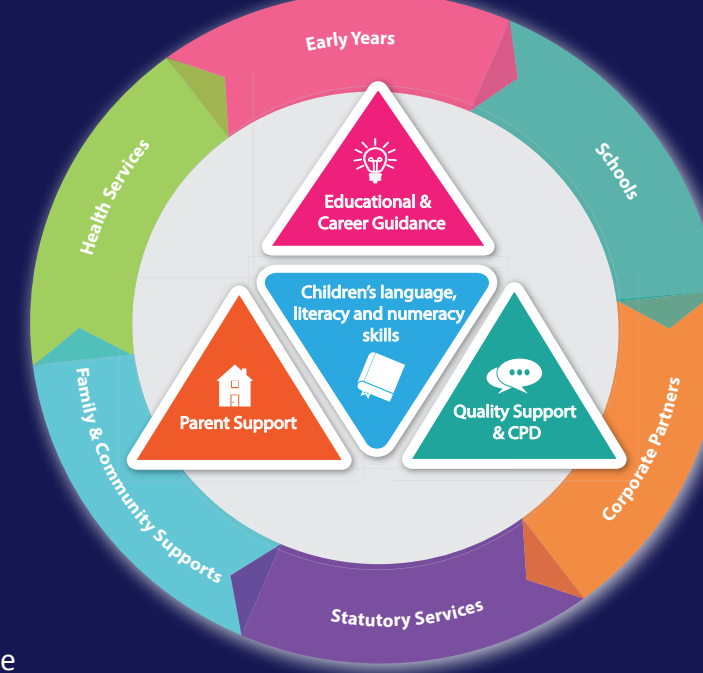 Early Years
Schools
Health Services
Educational &
Career Guidance
Children's language,
literacy and numeracy
skills
Parent Support
Quality Support
& CPD
Corporate Partners
Family & Community Supports
Statutory Services
e